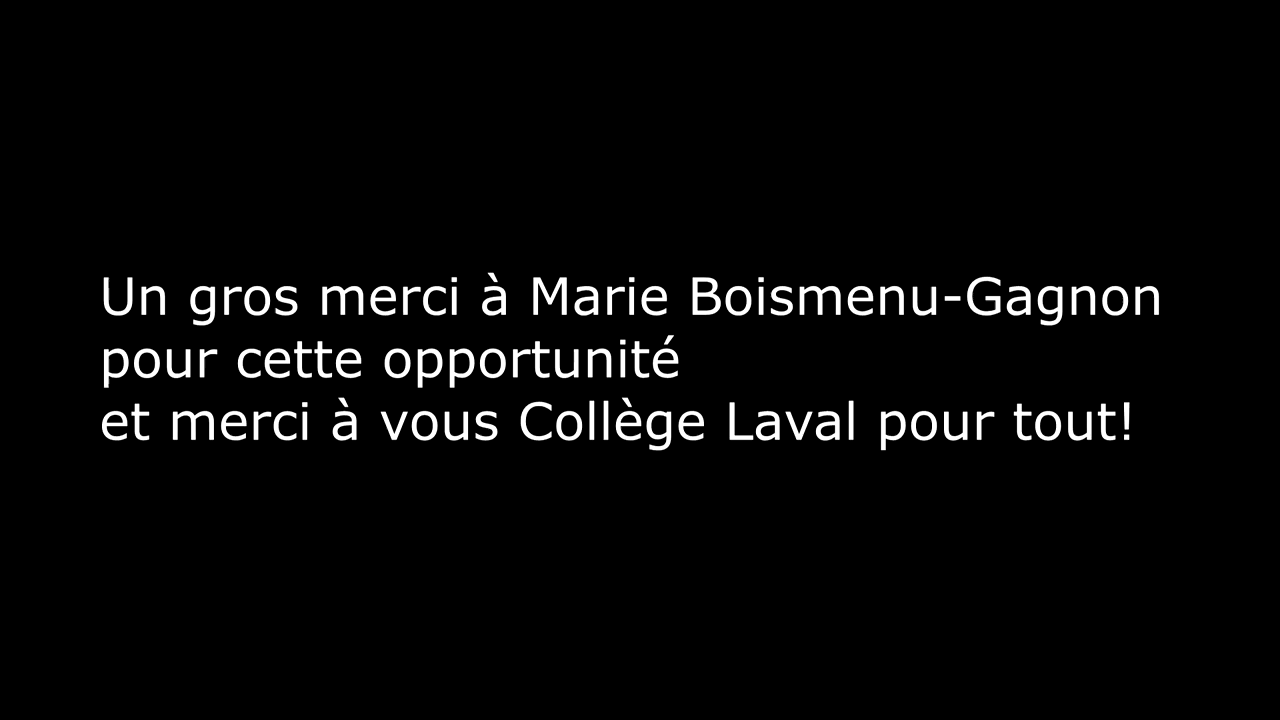 Un gros merci à Marie Boismenu-Gagnon
pour cette opportunité
et merci à vous Collège Laval pour tout!